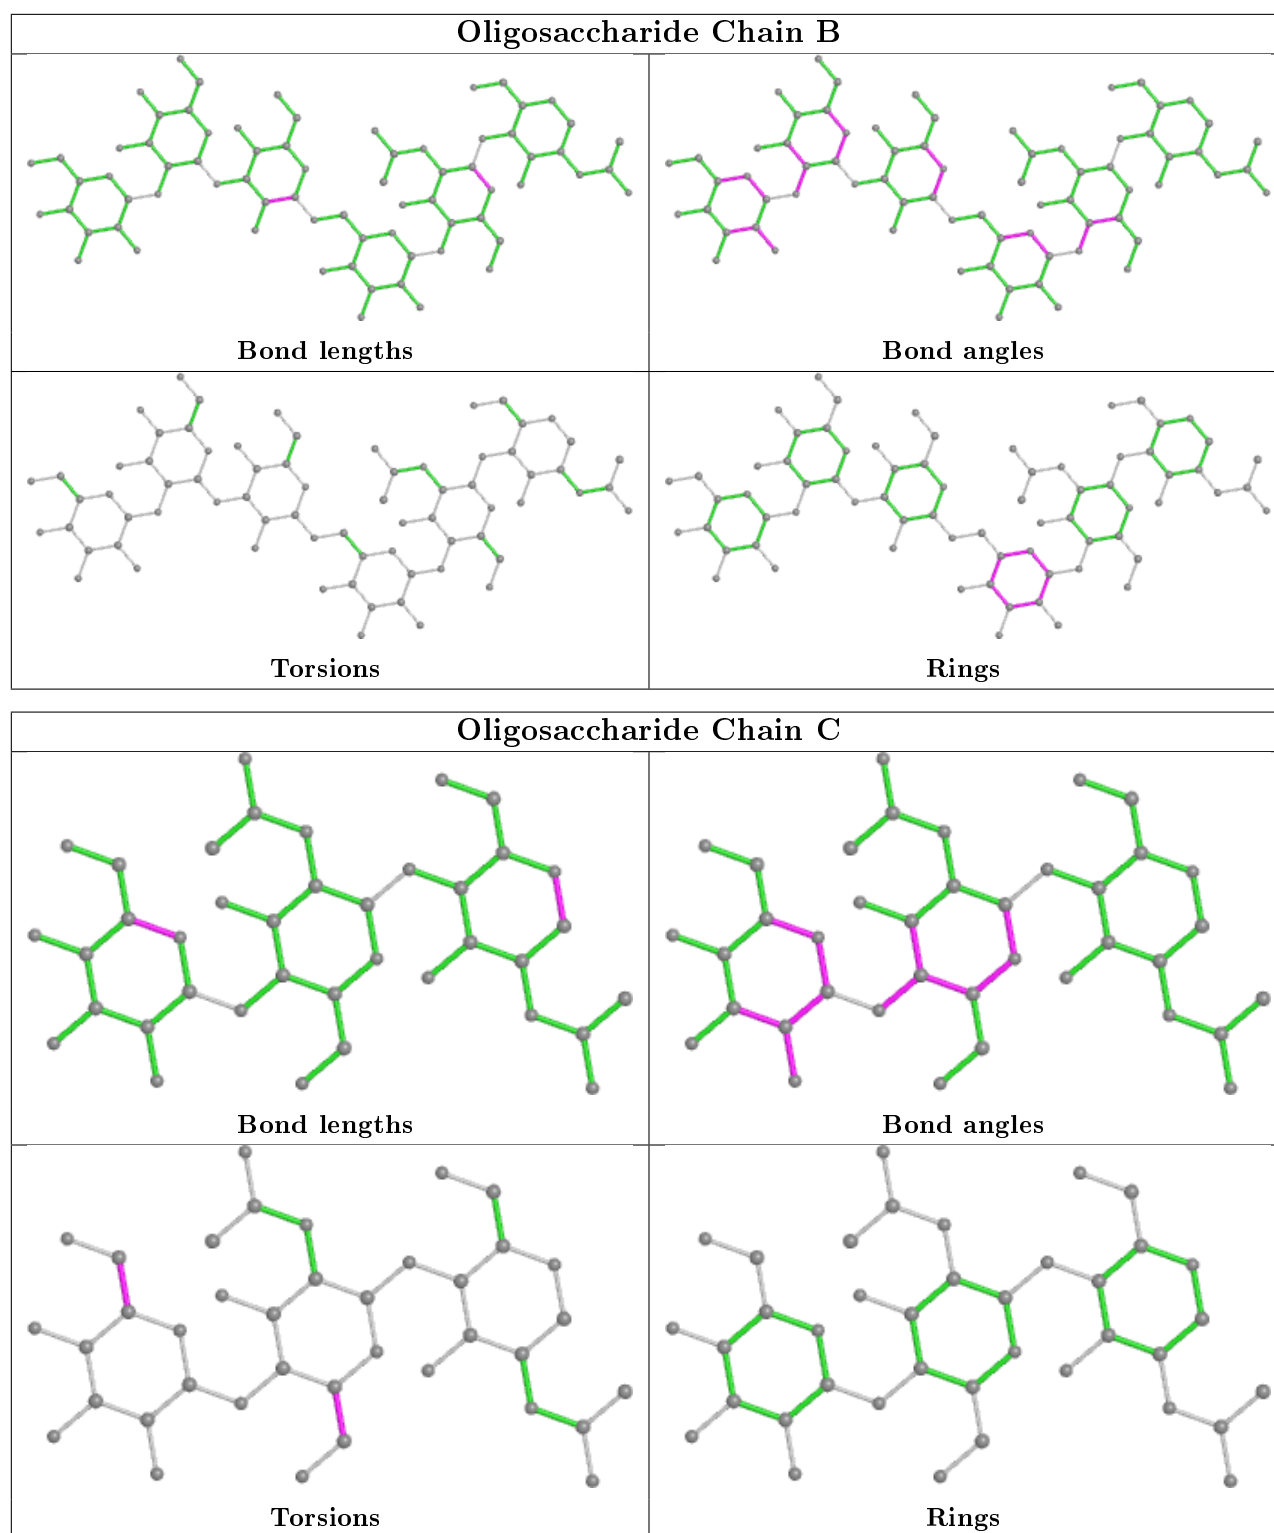 Oligosaccharide Chain B
Bond lengths
Bond angles
Torsions
Rings
Oligosaccharide Chain C
Bond lengths
Bond angles
Torsions
Rings